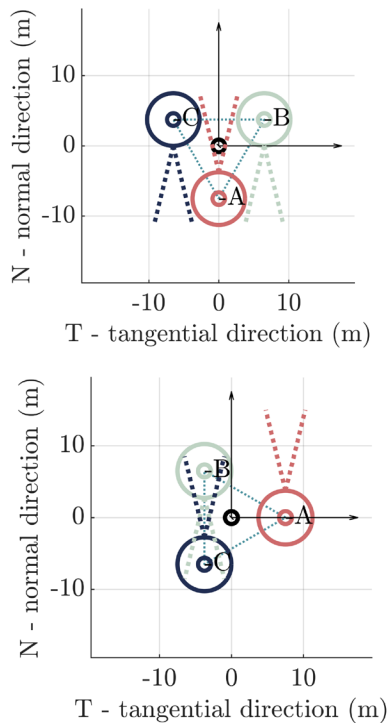 N - normal direction (m)
10
0
-10
C
B
A
-10 0 10
T - tangential direction (m)
N - normal direction (m)
10
0
-10
B
A
C
-10 0 10
T - tangential direction (m)